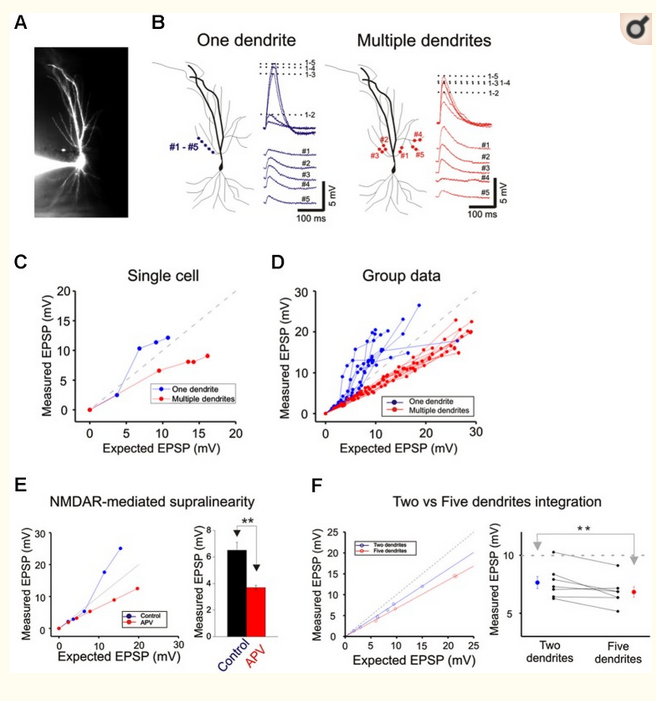 A
B
One dendrite
Multiple dendrites
1-5
1-4
1-3
1-2
#1 - #5
#1
#2
#3
#4
#5
5 mV
100 ms
#2
#4
#3
#1
#5
1-5
1-3 1-4
1-2
#1
#2
#3
#4
#5
5 mV
100 ms
C
Single cell
Measured EPSP (mV)
20
15
10
5
0
One dendrite
Multiple dendrites
0 5 10 15 20
Expected EPSP (mV)
D
Group data
Measured EPSP (mV)
30
20
10
0
One dendrite
Multiple dendrites
0 10 20 30
Expected EPSP (mV)
E
NMDAR-mediated supralinearity
Measured EPSP (mV)
30
20
10
0
Control
APV
0 10 20 30
Expected EPSP (mV)
Measured EPSP (mV)
8
6
4
2
0
**
Control
APV
F
Two vs Five dendrites integration
Measured EPSP (mV)
25
20
15
10
5
0
Two dendrites
Five dendrites
0 5 10 15 20 25
Expected EPSP (mV)
Measured EPSP (mV)
10
5
**
Two dendrites
Five dendrites